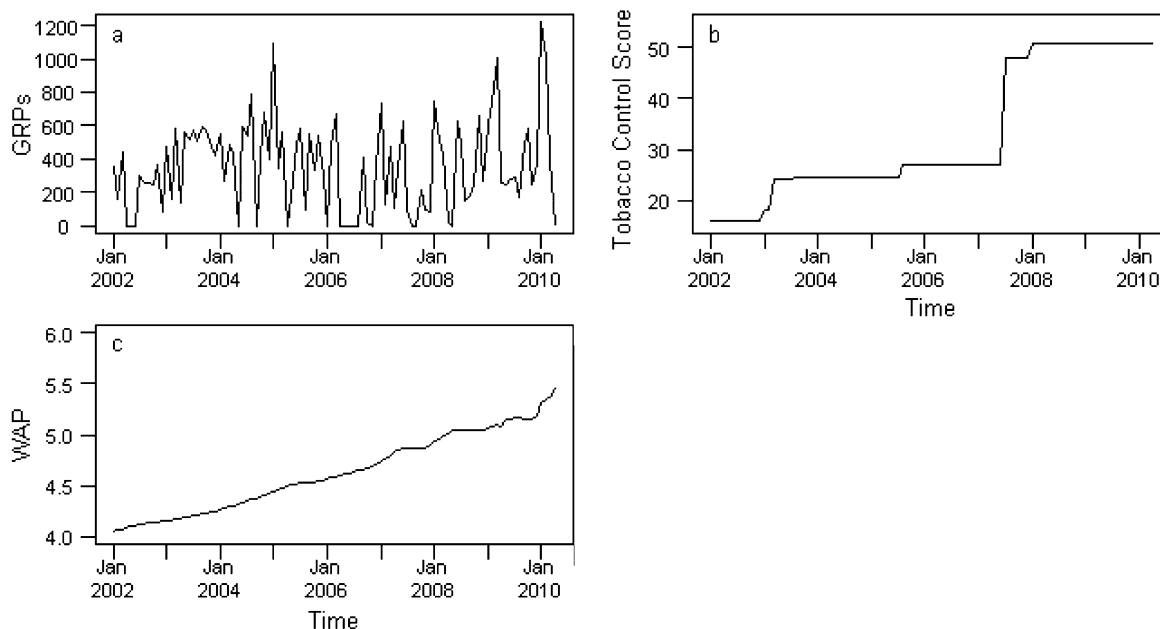 a
GRPs
1200
1000
800
600
400
200
0
Jan Jan Jan Jan Jan
2002 2004 2006 2008 2010
b
Tobacco Control Score
50
40
30
20
Jan Jan Jan Jan Jan
2002 2004 2006 2008 2010
Time
c
WAP
6.0
5.5
5.0
4.5
4.0
Jan Jan Jan Jan Jan
2002 2004 2006 2008 2010
Time